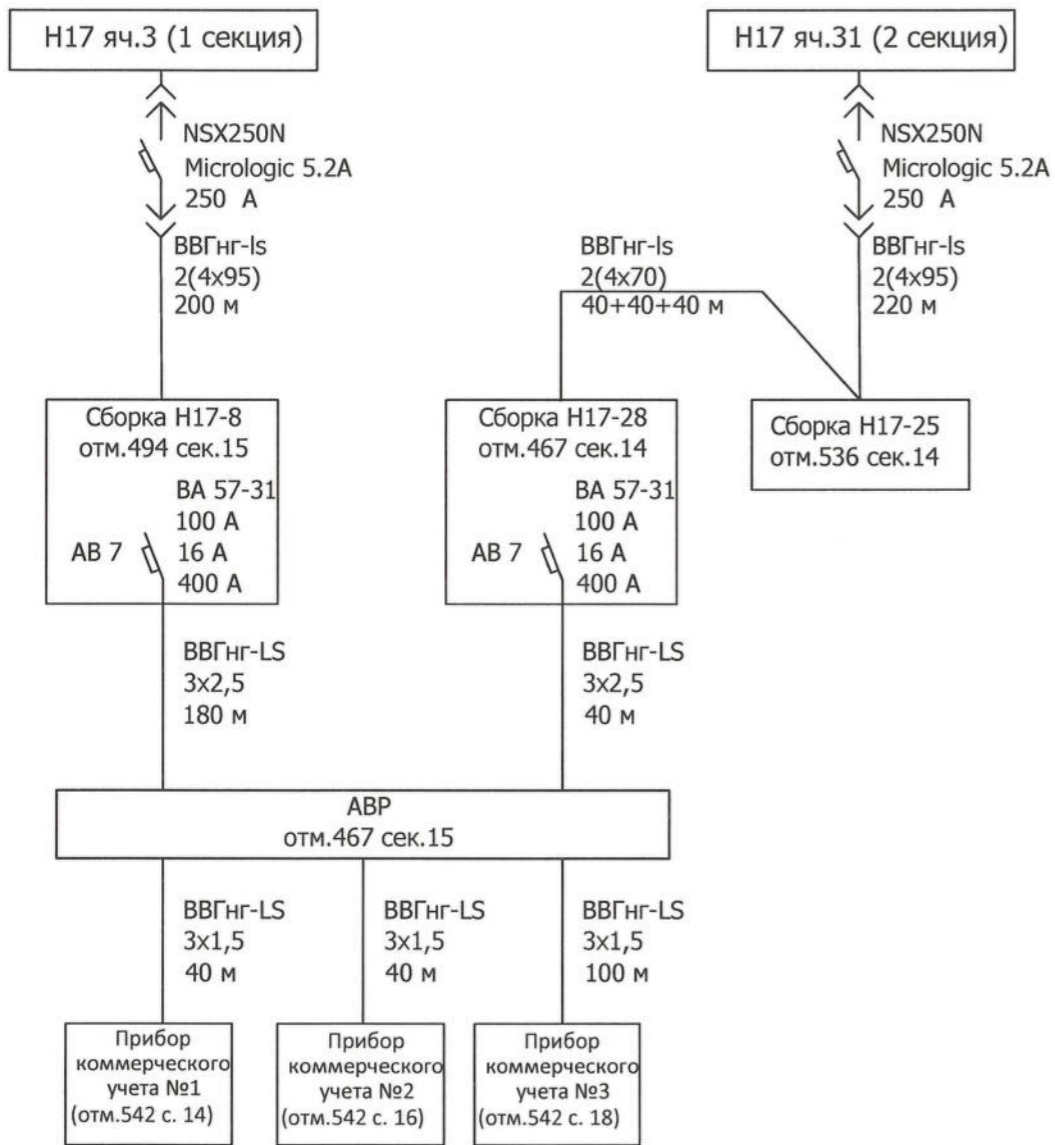 Н17 яч.3 (1 секция)
Н17 яч.31 (2 секция)
NSX250N
Micrologic 5.2A
250 А
NSX250N
Micrologic 5.2A
250 А
ВВГнг-ls
2(4х95)
200 м
ВВГнг-ls
2(4х70)
40+40+40 м
ВВГнг-ls
2(4х95)
220 м
Сборка Н17-8
отм.494 сек.15
ВА 57-31
100 А
АВ 7
16 А
400 А
Сборка Н17-28
отм.467 сек.14
ВА 57-31
100 А
АВ 7
16 А
400 А
Сборка Н17-25
отм.536 сек.14
ВВГнг-LS
3х2,5
180 м
ВВГнг-LS
3х2,5
40 м
АВР
отм.467 сек.15
ВВГнг-LS
3х1,5
40 м
ВВГнг-LS
3х1,5
40 м
ВВГнг-LS
3х1,5
100 м
Прибор
коммерческого
учета №1
(отм.542 с. 14)
Прибор
коммерческого
учета №2
(отм.542 с. 16)
Прибор
коммерческого
учета №3
(отм.542 с. 18)